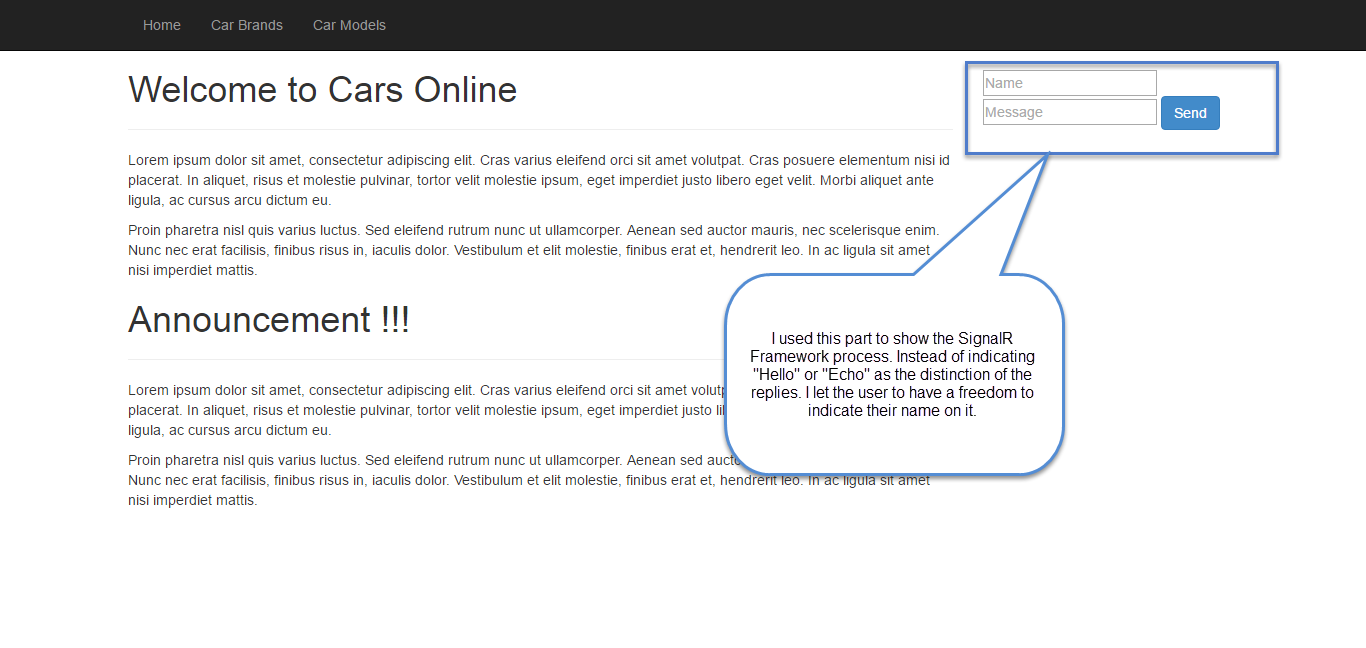 Home Car Brands Car Models
Welcome to Cars Online
Name
Message Send
Lorem ipsum dolor sit amet, consectetur adipiscing elit. Cras varius eleifend orci sit amet volutpat. Cras posuere elementum nisi id
placerat. In aliquet, risus et molestie pulvinar, tortor velit molestie ipsum, eget imperdiet justo libero eget velit. Morbi aliquet ante
ligula, ac cursus arcu dictum eu.
Proin pharetra nisl quis varius luctus. Sed eleifend rutrum nunc ut ullamcorper. Aenean sed auctor mauris, nec scelerisque enim.
Nunc nec erat facilisis, finibus risus in, iaculis dolor. Vestibulum et elit molestie, finibus erat et, hendrerit leo. In ac ligula sit amet
nisi imperdiet mattis.
Announcement !!!
Lorem ipsum dolor sit amet, consectetur adipiscing elit. Cras varius eleifend orci sit amet
placerat. In aliquet, risus et molestie pulvinar, tortor velit molestie ipsum, eget imperdiet justo
ligula, ac cursus arcu dictum eu.
Proin pharetra nisl quis varius luctus. Sed eleifend rutrum nunc ut ullamcorper. Aenean sed
Nunc nec erat facilisis, finibus risus in, iaculis dolor. Vestibulum et elit molestie, finibus erat et, hendrerit leo. In ac ligula sit amet
nisi imperdiet mattis.
I used this part to show the SignalR
Framework process. Instead of indicating
"Hello" or "Echo" as the distinction of the
replies. I let the user to have a freedom to
indicate their name on it.